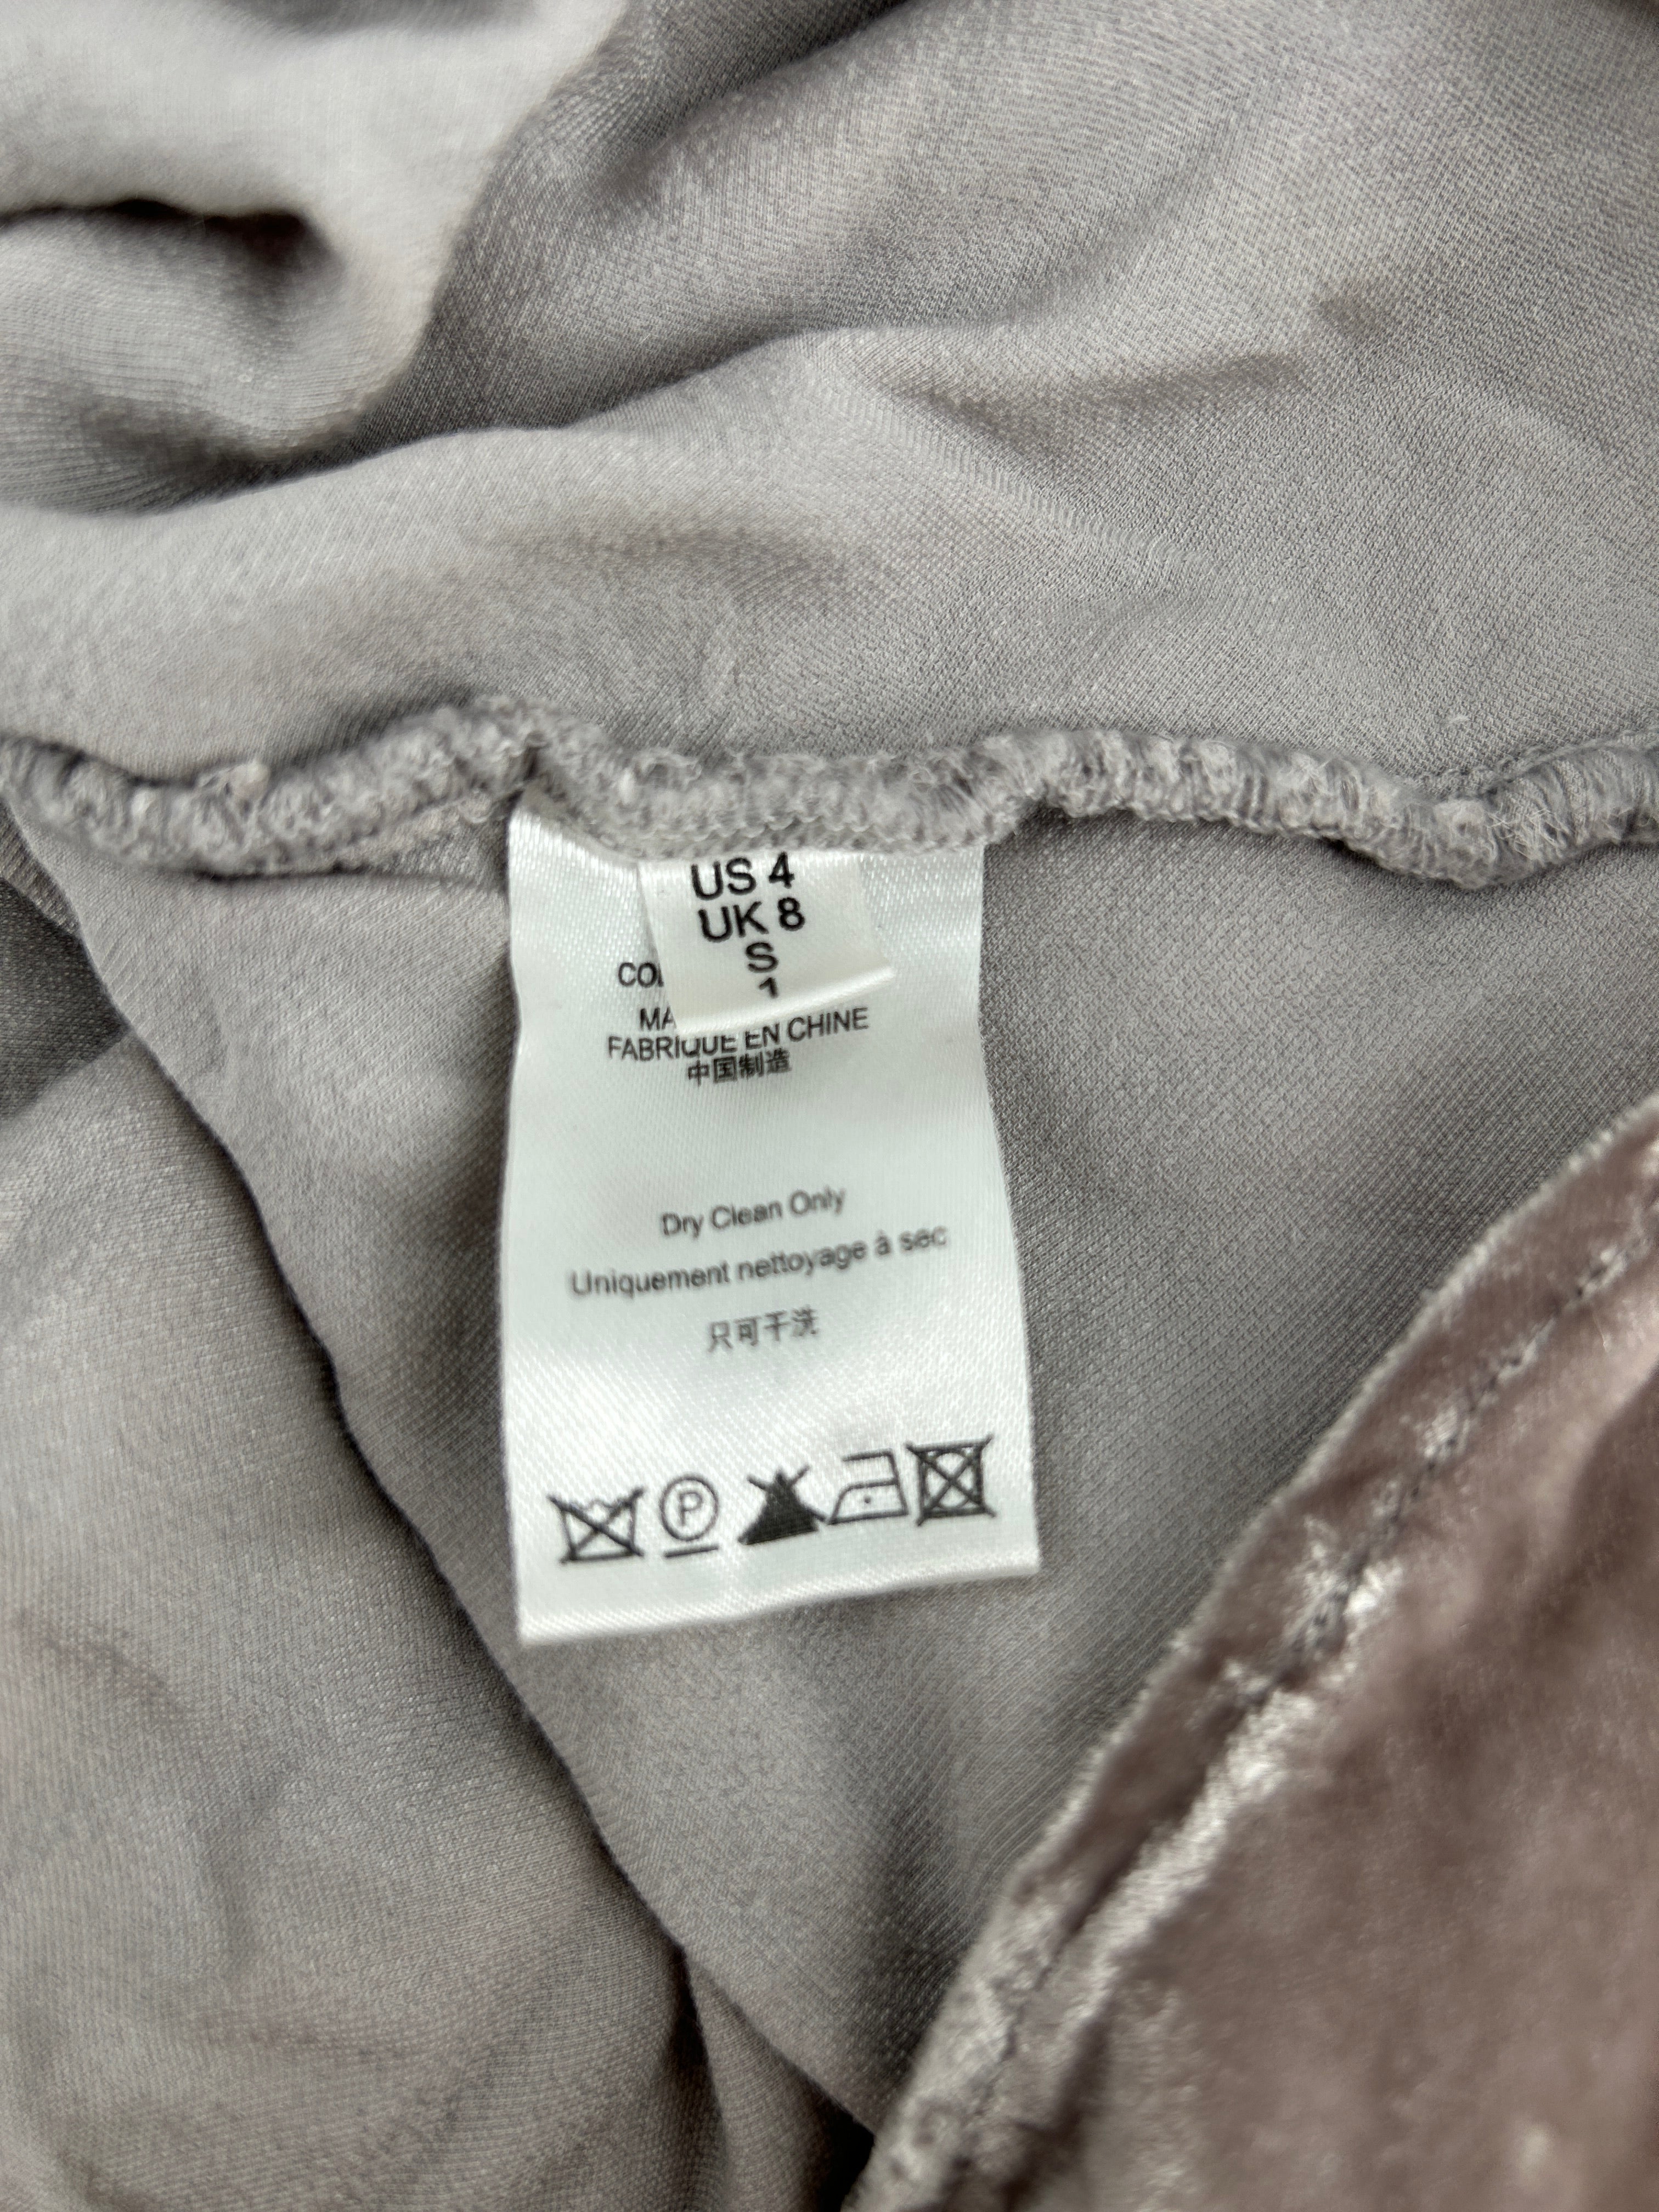 US 4
UK 8
S
1
FABRIQUE EN CHINE
中国制造
Dry Clean Only
Uniquement nettoyage à sec
只可干洗
P